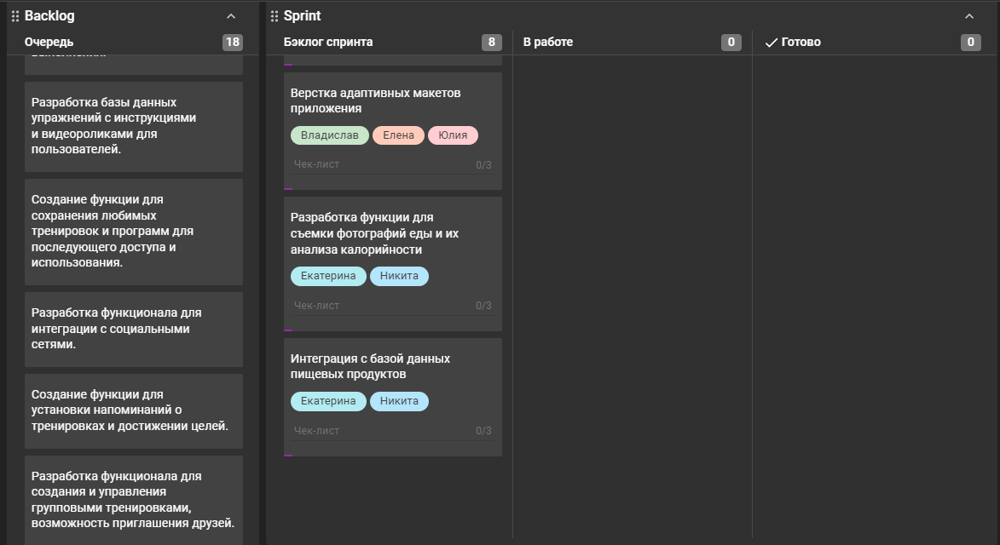 Backlog
Очередь 18
Разработка базы данных
упражнений с инструкциями
и видеороликами для
пользователей.
Создание функции для
сохранения любимых
тренировок и программ для
последующего доступа и
использования.
Разработка функционала для
интеграции с социальными
сетями.
Создание функции для
установки напоминаний о
тренировках и достижении целей.
Разработка функционала для
создания и управления
групповыми тренировками,
возможность приглашения друзей.
Sprint
Бэклог спринта 8
Верстка адаптивных макетов
приложения
Владислав Елена Юлия
Чек-лист 0/3
Разработка функции для
съемки фотографий еды и их
анализа калорийности
Екатерина Никита
Чек-лист 0/3
Интеграция с базой данных
пищевых продуктов
Екатерина Никита
Чек-лист 0/3
В работе 0
Готово 0